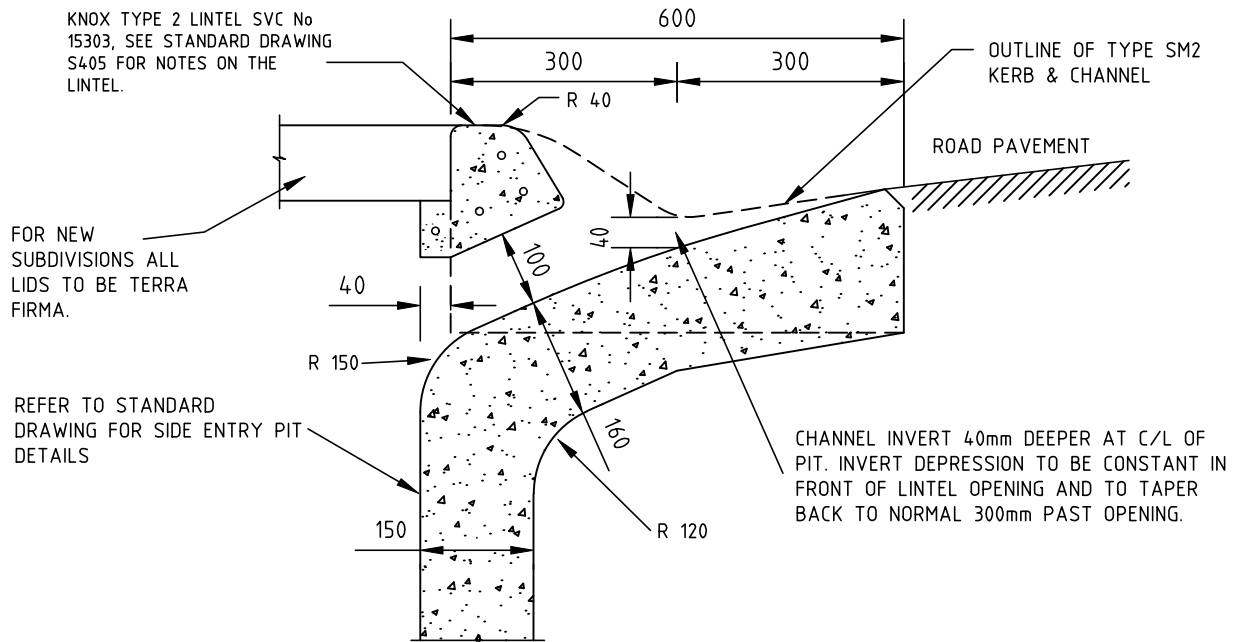 KNOX TYPE 2 LINTEL SVC No
15303, SEE STANDARD DRAWING
S405 FOR NOTES ON THE
LINTEL.
600
300
300
OUTLINE OF TYPE SM2
KERB & CHANNEL
R 40
ROAD PAVEMENT
FOR NEW
SUBDIVISIONS ALL
LIDS TO BE TERRA
FIRMA.
40
100
40
R 150
REFER TO STANDARD
DRAWING FOR SIDE ENTRY PIT
DETAILS
160
CHANNEL INVERT 40mm DEEPER AT C/L OF
PIT. INVERT DEPRESSION TO BE CONSTANT IN
FRONT OF LINTEL OPENING AND TO TAPER
BACK TO NORMAL 300mm PAST OPENING.
150
R 120